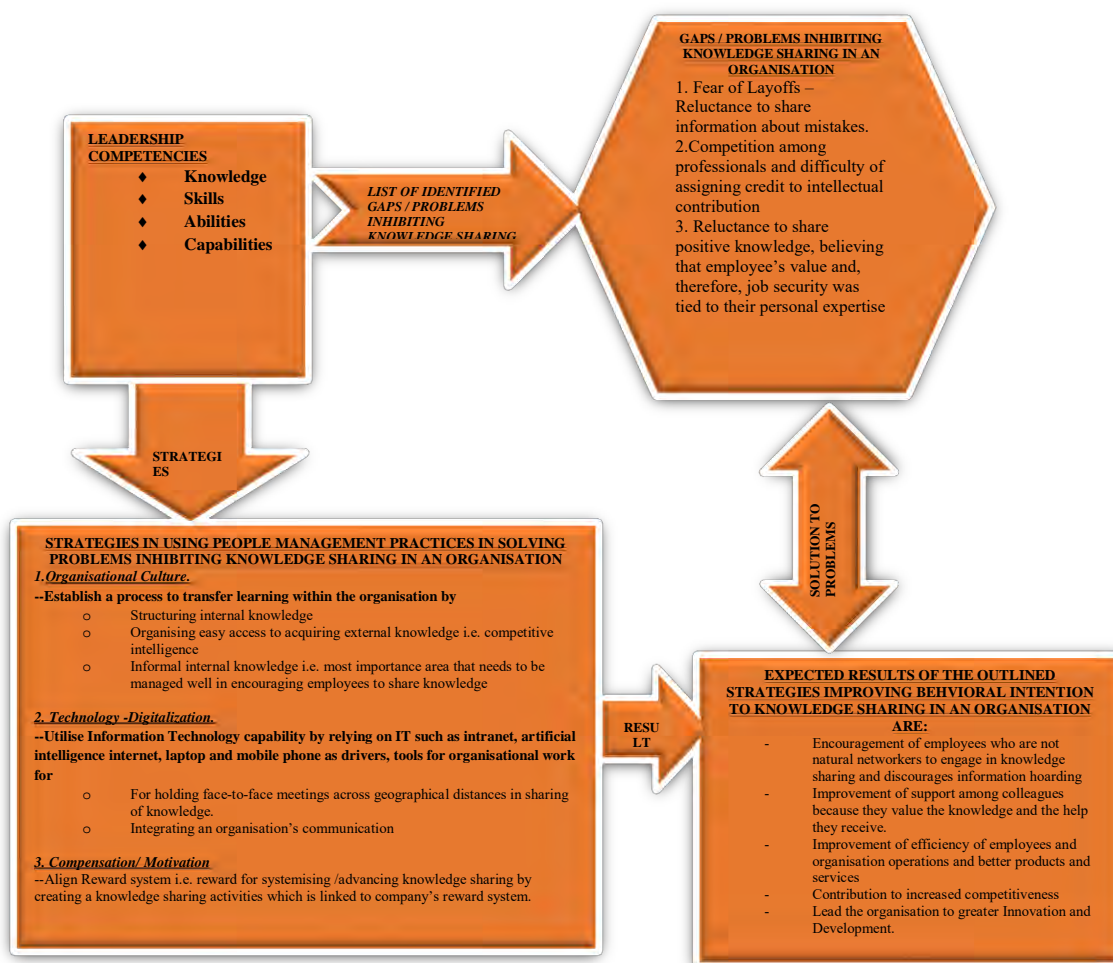 LEADERSHIP
COMPETENCIES
♦ Knowledge
♦ Skills
♦ Abilities
♦ Capabilities
LIST OF IDENTIFIED
GAPS / PROBLEMS
INHIBITING
KNOWLEDGE SHARING
GAPS / PROBLEMS INHIBITING
KNOWLEDGE SHARING IN AN
ORGANISATION
1. Fear of Layoffs –
Reluctance to share
information about mistakes.
2.Competition among
professionals and difficulty of
assigning credit to intellectual
contribution
3. Reluctance to share
positive knowledge, believing
that employee’s value and,
therefore, job security was
tied to their personal expertise
STRATEGI
ES
STRATEGIES IN USING PEOPLE MANAGEMENT PRACTICES IN SOLVING
PROBLEMS INHIBITING KNOWLEDGE SHARING IN AN ORGANISATION
1.Organisational Culture.
--Establish a process to transfer learning within the organisation by
o Structuring internal knowledge
o Organising easy access to acquiring external knowledge i.e. competitive
intelligence
o Informal internal knowledge i.e. most importance area that needs to be
managed well in encouraging employees to share knowledge
2. Technology -Digitalization.
--Utilise Information Technology capability by relying on IT such as intranet, artificial
intelligence internet, laptop and mobile phone as drivers, tools for organisational work
for
o For holding face-to-face meetings across geographical distances in sharing
of knowledge.
o Integrating an organisation’s communication
3. Compensation/ Motivation
--Align Reward system i.e. reward for systemising /advancing knowledge sharing by
creating a knowledge sharing activities which is linked to company’s reward system.
RESU
LT
SOLUTION TO
PROBLEMS
EXPECTED RESULTS OF THE OUTLINED
STRATEGIES IMPROVING BEHVIORAL INTENTION
TO KNOWLEDGE SHARING IN AN ORGANISATION
ARE:
- Encouragement of employees who are not
natural networkers to engage in knowledge
sharing and discourages information hoarding
- Improvement of support among colleagues
because they value the knowledge and the help
they receive.
- Improvement of efficiency of employees and
organisation operations and better products and
services
- Contribution to increased competitiveness
- Lead the organisation to greater Innovation and
Development.